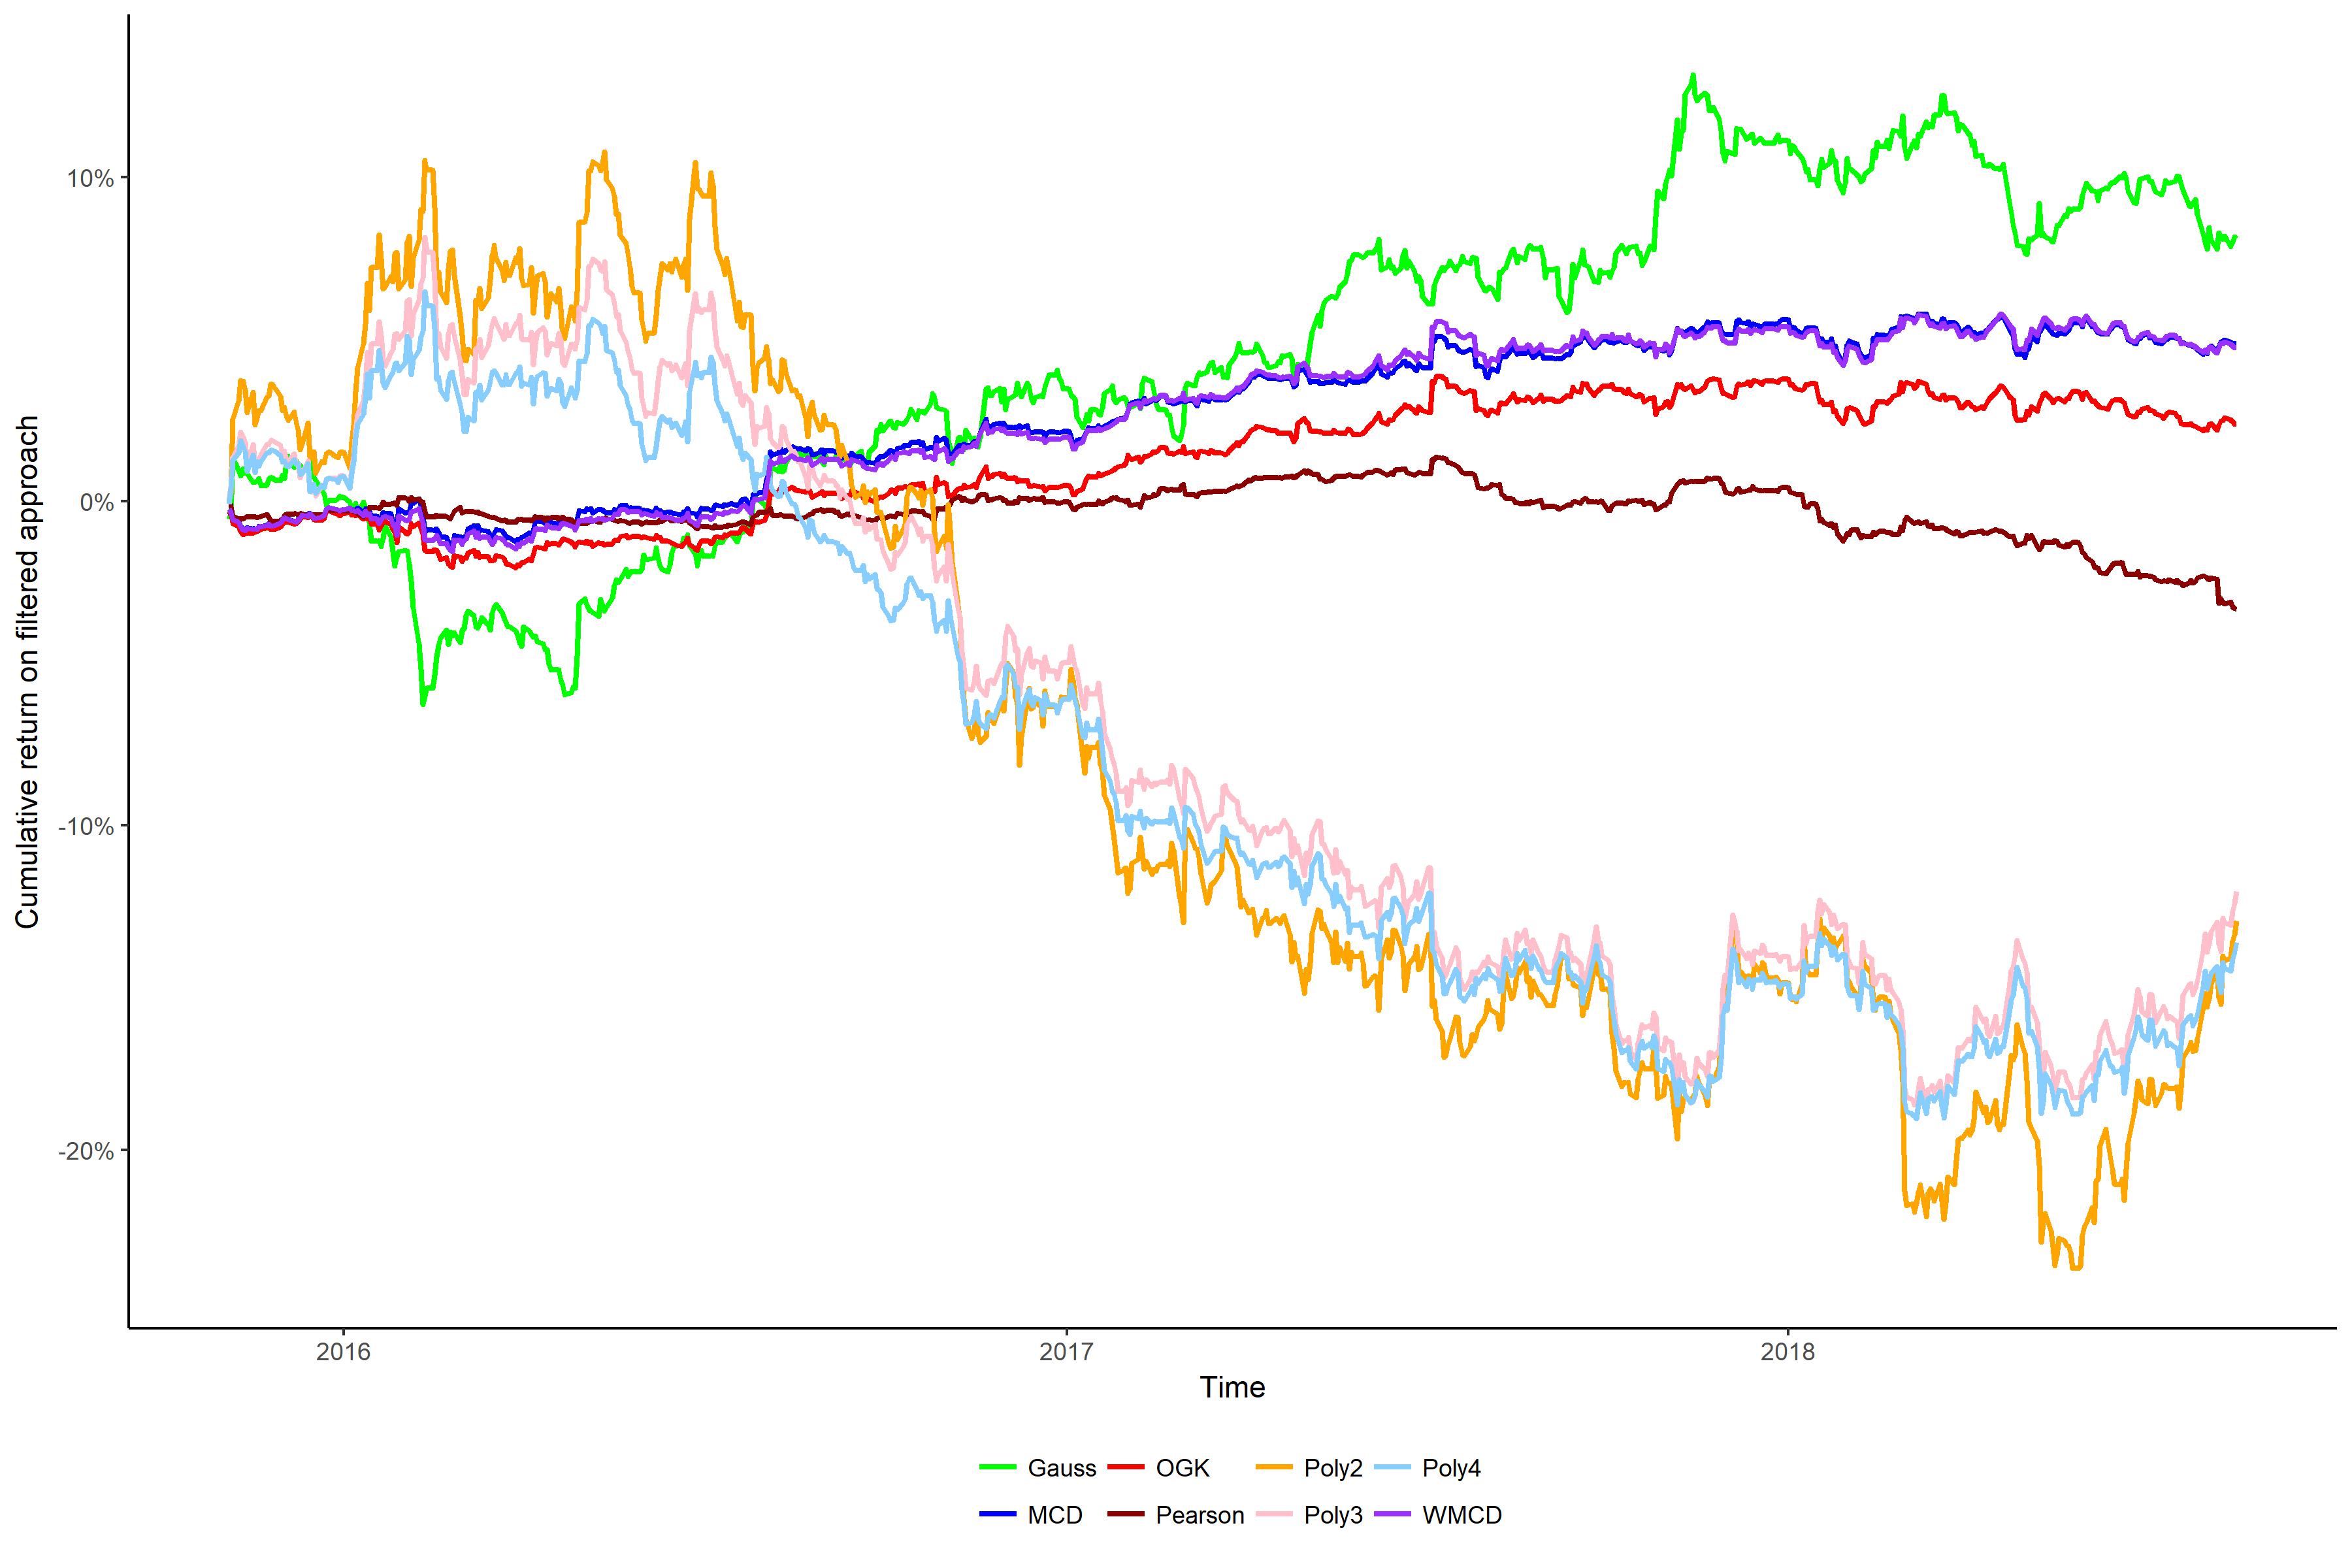 Cumulative return on filtered approach
10%
0%
-10%
-20%
2016 2017 2018
Time
Gauss OGK Poly2 Poly4
MCD Pearson Poly3 WMCD